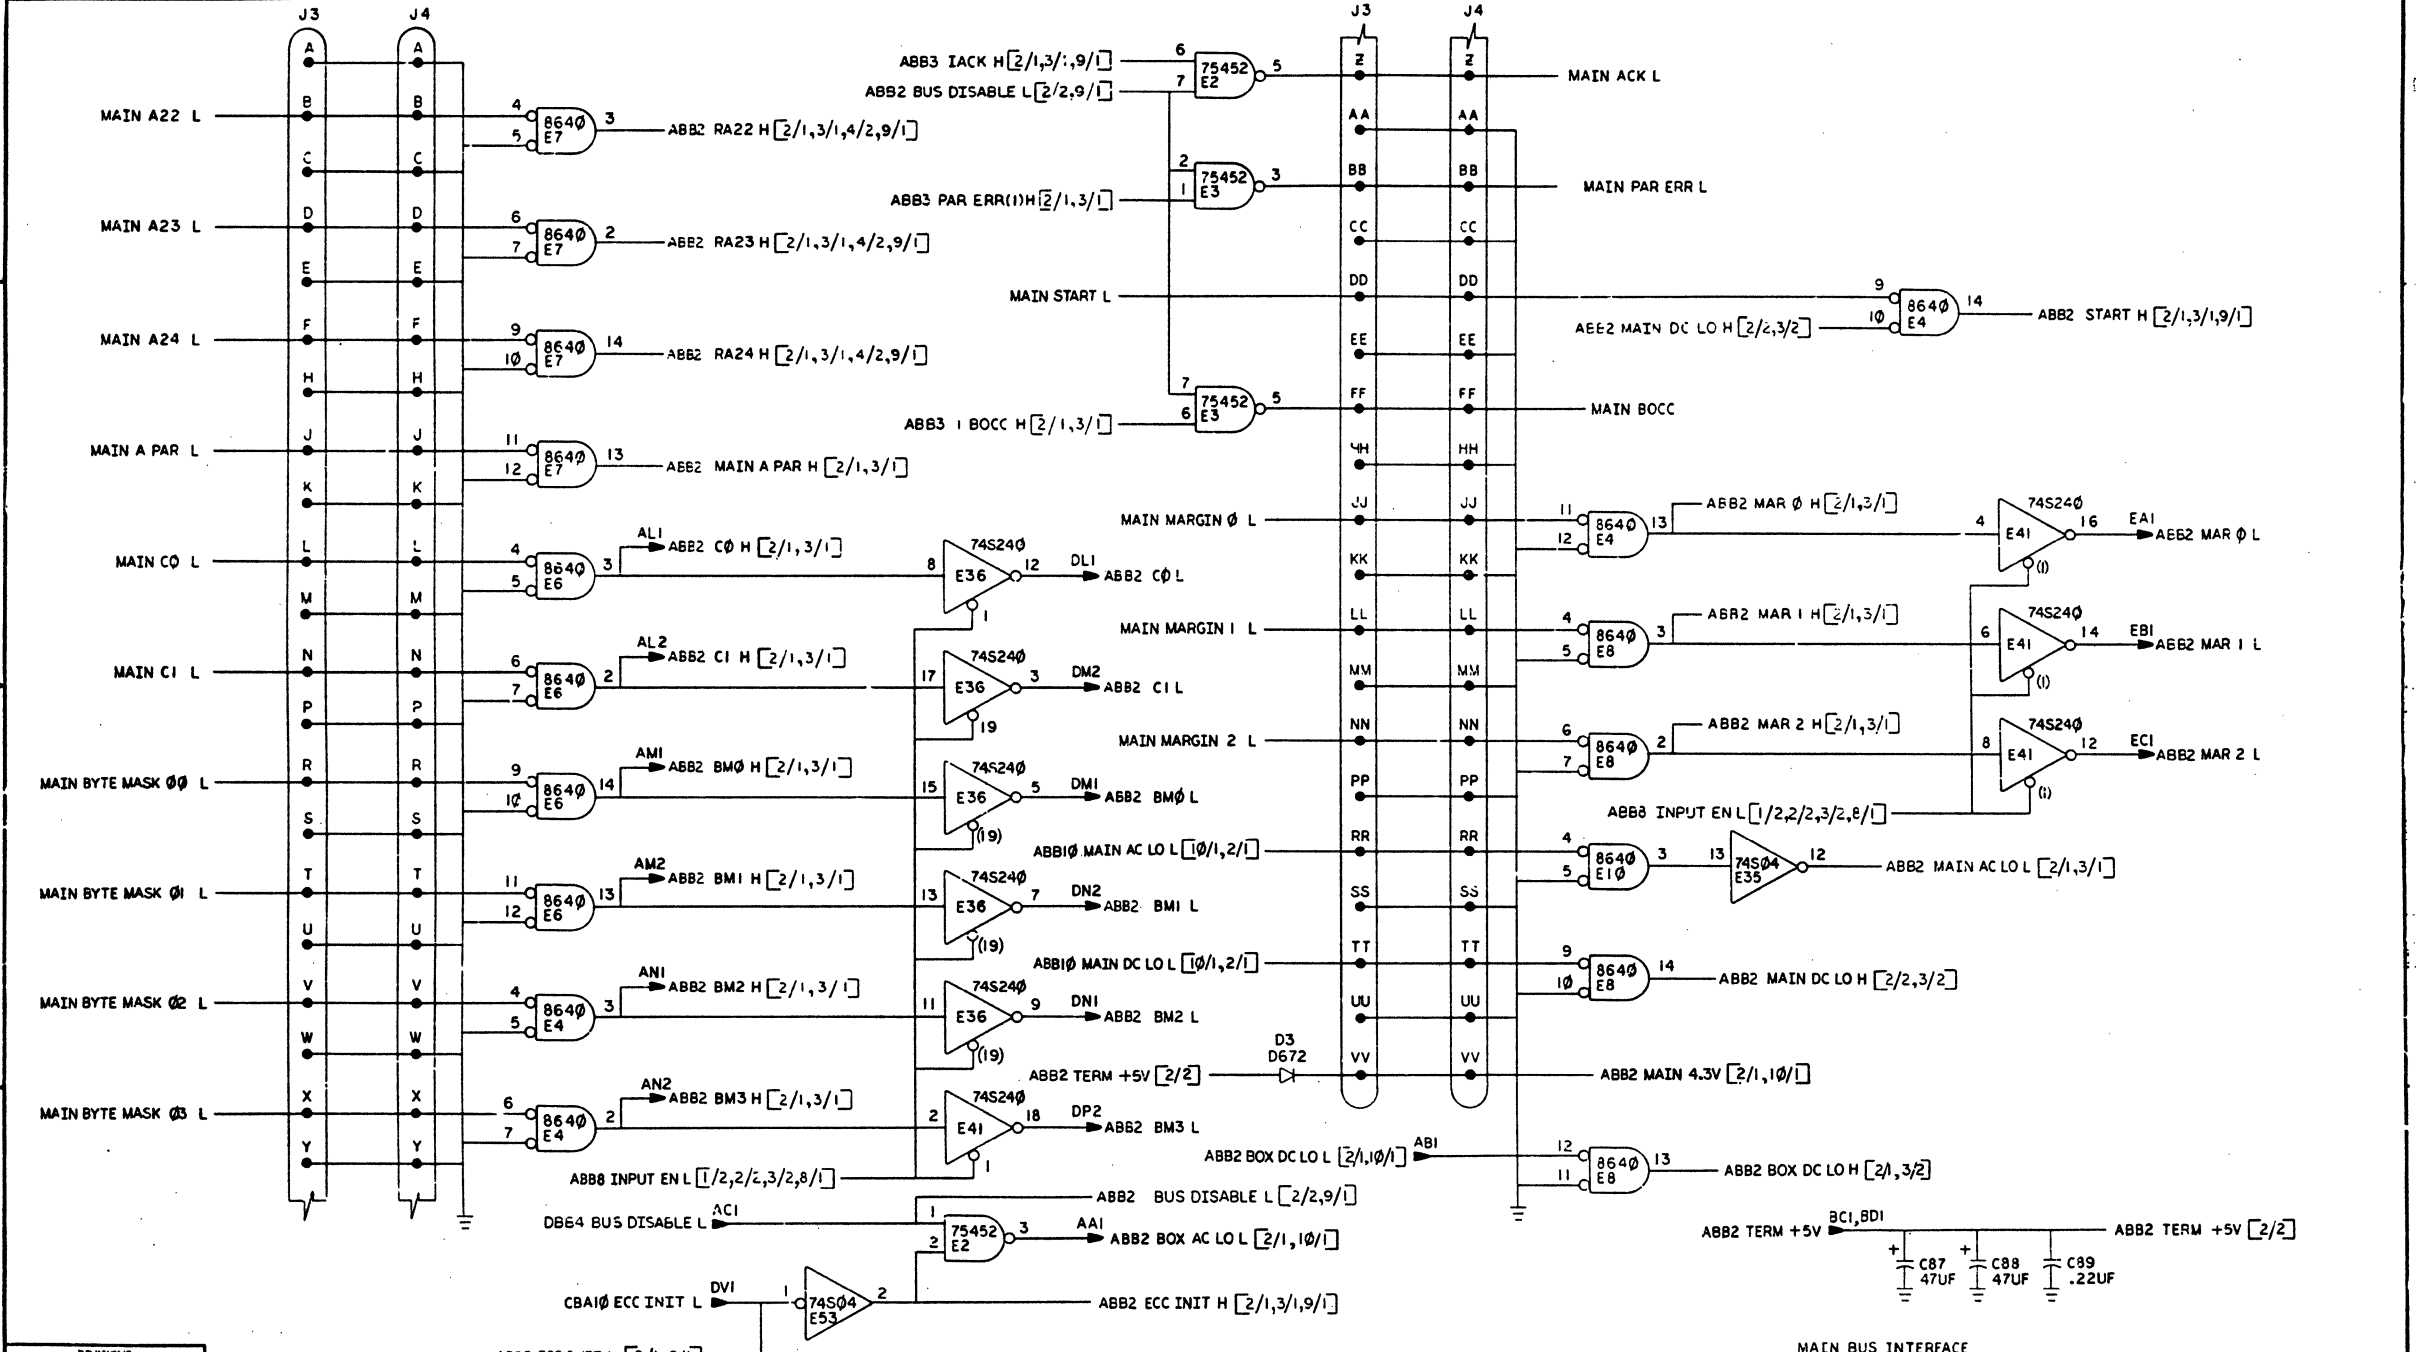 J3 J4
A A
B B
MAIN A22 L
4 5 8640 E7 3 ABB2 RA22 H [2/1,3/1,4/2,9/1]
C C
D D
MAIN A23 L
6 7 8640 E7 2 ABB2 RA23 H [2/1,3/1,4/2,9/1]
E E
F F
MAIN A24 L
9 10 8640 E7 14 ABB2 RA24 H [2/1,3/1,4/2,9/1]
H H
J J
MAIN A PAR L
11 12 8640 E7 13 ABB2 MAIN A PAR H [2/1,3/1]
K K
L L
MAIN C0 L
4 5 8640 E6 3 AL1 ABB2 C0 H [2/1,3/1]
8 74S240 E36 12 1 DL1 ABB2 C0 L
M M
N N
MAIN C1 L
6 7 8640 E6 2 AL2 ABB2 C1 H [2/1,3/1]
17 74S240 E36 3 19 DM2 ABB2 C1 L
P P
R R
MAIN BYTE MASK 00 L
9 10 8640 E6 14 AM1 ABB2 BM0 H [2/1,3/1]
15 74S240 E36 5 (19) DM1 ABB2 BM0 L
S S
T T
MAIN BYTE MASK 01 L
11 12 8640 E6 13 AM2 ABB2 BM1 H [2/1,3/1]
13 74S240 E36 7 (19) DN2 ABB2 BM1 L
U U
V V
MAIN BYTE MASK 02 L
4 5 8640 E4 3 AN1 ABB2 BM2 H [2/1,3/1]
11 74S240 E36 9 (19) DN1 ABB2 BM2 L
W W
X X
MAIN BYTE MASK 03 L
6 7 8640 E4 2 AN2 ABB2 BM3 H [2/1,3/1]
2 74S240 E41 18 1 DP2 ABB2 BM3 L
Y Y
ABB8 INPUT EN L [1/2,2/2,3/2,8/1]
ABB2 BUS DISABLE L [2/2,9/1]
DBB4 BUS DISABLE L AC1
1 2 75452 E2 3 AA1 ABB2 BOX AC LO L [2/1,10/1]
CBA10 ECC INIT L DV1
1 74S04 E53 2 ABB2 ECC INIT H [2/1,3/1,9/1]
J3 J4
ABB3 IACK H
ABB2 BUS DISABLE L [2/2,9/1]
6 7 75452 E2 5
Z Z
MAIN ACK L
AA AA
2 1 75452 E3 3
ABB3 PAR ERR(1)H [2/1,3/1]
BB BB
MAIN PAR ERR L
CC CC
MAIN START L
DD DD
9 10 8640 E4 14 ABB2 START H [2/1,3/1,9/1]
ABB2 MAIN DC LO H [2/2,3/2]
EE EE
7 6 75452 E3 5
ABB3 1 BOCC H [2/1,3/1]
FF FF
MAIN BOCC
HH HH
MAIN MARGIN 0 L
JJ JJ
11 12 8640 E4 13 ABB2 MAR 0 H [2/1,3/1]
4 74S240 E41 16 (1) EA1 ABB2 MAR 0 L
KK KK
MAIN MARGIN 1 L
LL LL
4 5 8640 E8 3 ABB2 MAR 1 H [2/1,3/1]
6 74S240 E41 14 (1) EB1 ABB2 MAR 1 L
MM MM
MAIN MARGIN 2 L
NN NN
6 7 8640 E8 2 ABB2 MAR 2 H [2/1,3/1]
8 74S240 E41 12 (1) EC1 ABB2 MAR 2 L
PP PP
ABB8 INPUT EN L [1/2,2/2,3/2,8/1]
ABB10 MAIN AC LO L [10/1,2/1]
RR RR
4 5 8640 E10 3 13 74S04 E35 12 ABB2 MAIN AC LO L [2/1,3/1]
SS SS
ABB10 MAIN DC LO L [10/1,2/1]
TT TT
9 10 8640 E8 14 ABB2 MAIN DC LO H [2/2,3/2]
UU UU
D3
D672
ABB2 TERM +5V [2/2]
VV VV
ABB2 MAIN 4.3V [2/1,10/1]
ABB2 BOX DC LO L [2/1,10/1] AB1
12 11 8640 E8 13 ABB2 BOX DC LO H [2/1,3/2]
ABB2 TERM +5V BC1,BD1 ABB2 TERM +5V [2/2]
+ C87 47UF
+ C88 47UF
C89 .22UF
MAIN BUS INTERFACE